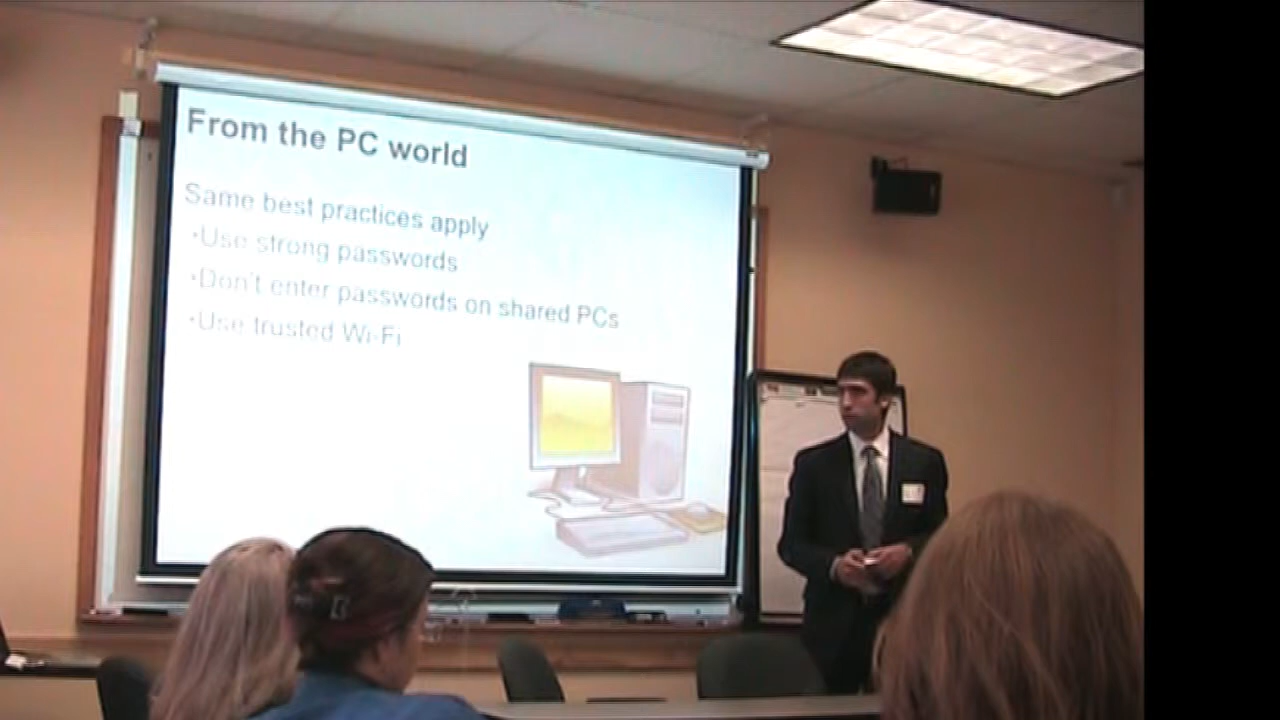 From the PC world
Same best practices apply
•Use strong passwords
•Don't enter passwords on shared PCs
•Use trusted Wi-Fi